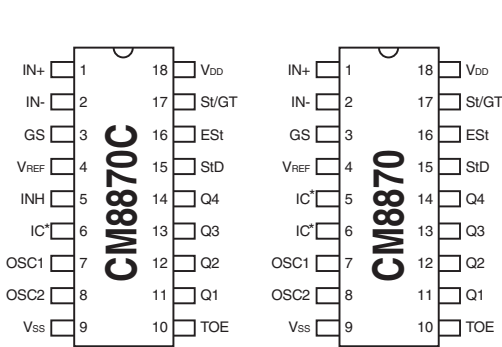 IN+ 1 18 VDD
IN- 2 17 St/GT
GS 3 16 ESt
VREF 4 15 StD
INH 5 14 Q4
IC* 6 13 Q3
OSC1 7 12 Q2
OSC2 8 11 Q1
VSS 9 10 TOE
CM8870C
IN+ 1 18 VDD
IN- 2 17 St/GT
GS 3 16 ESt
VREF 4 15 StD
IC* 5 14 Q4
IC* 6 13 Q3
OSC1 7 12 Q2
OSC2 8 11 Q1
VSS 9 10 TOE
CM8870